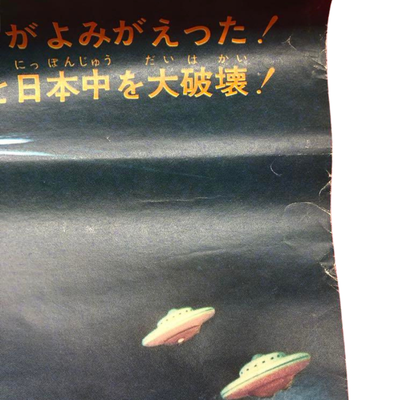 がよみがえった!
にっぽんじゅう だいはかい
と日本中を大破壊!